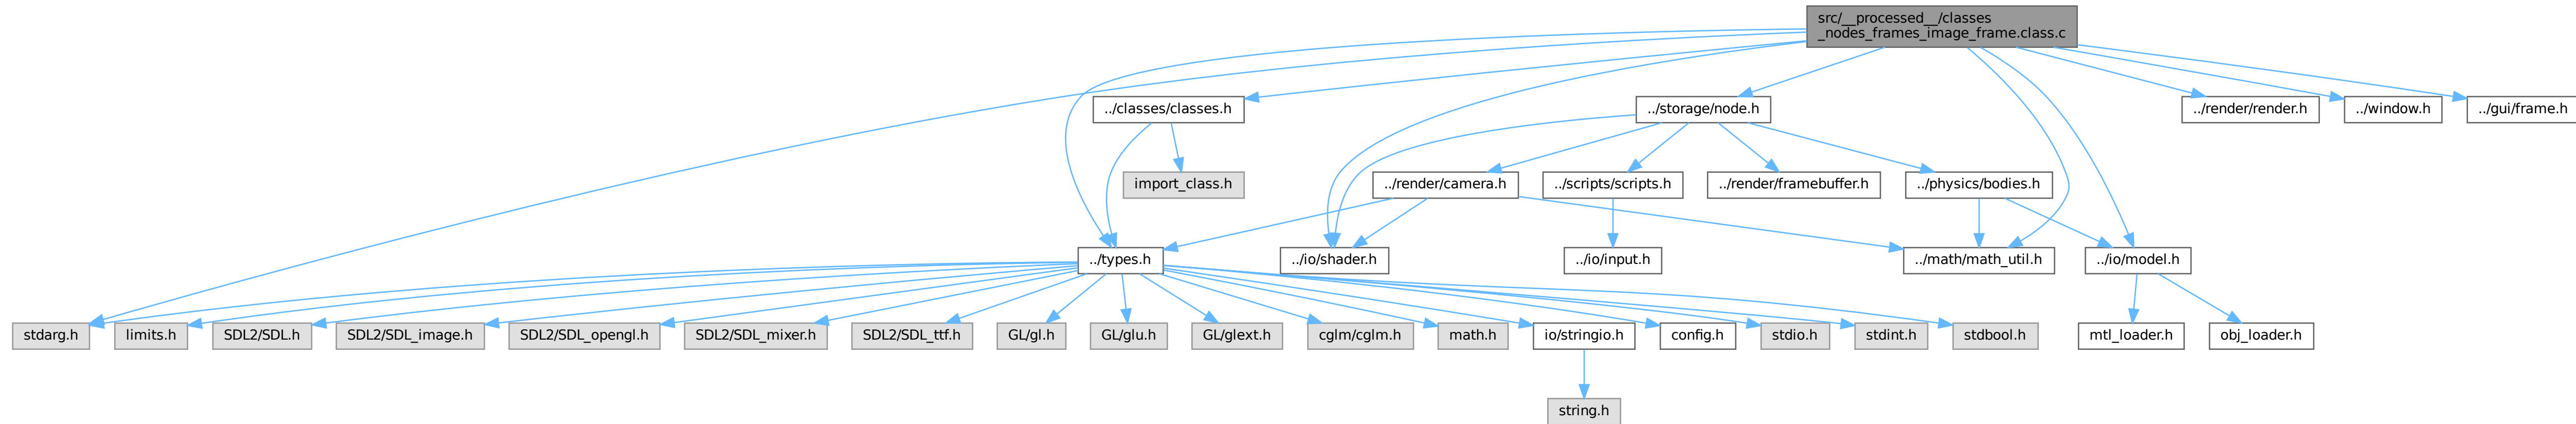 src/__processed__/classes
_nodes_frames_image_frame.class.c
../classes/classes.h
../storage/node.h
../render/render.h
../window.h
../gui/frame.h
import_class.h
../render/camera.h
../scripts/scripts.h
../render/framebuffer.h
../physics/bodies.h
../types.h
../io/shader.h
../io/input.h
../math/math_util.h
../io/model.h
stdarg.h
limits.h
SDL2/SDL.h
SDL2/SDL_image.h
SDL2/SDL_opengl.h
SDL2/SDL_mixer.h
SDL2/SDL_ttf.h
GL/gl.h
GL/glu.h
GL/glext.h
cglm/cglm.h
math.h
io/stringio.h
config.h
stdio.h
stdint.h
stdbool.h
mtl_loader.h
obj_loader.h
string.h